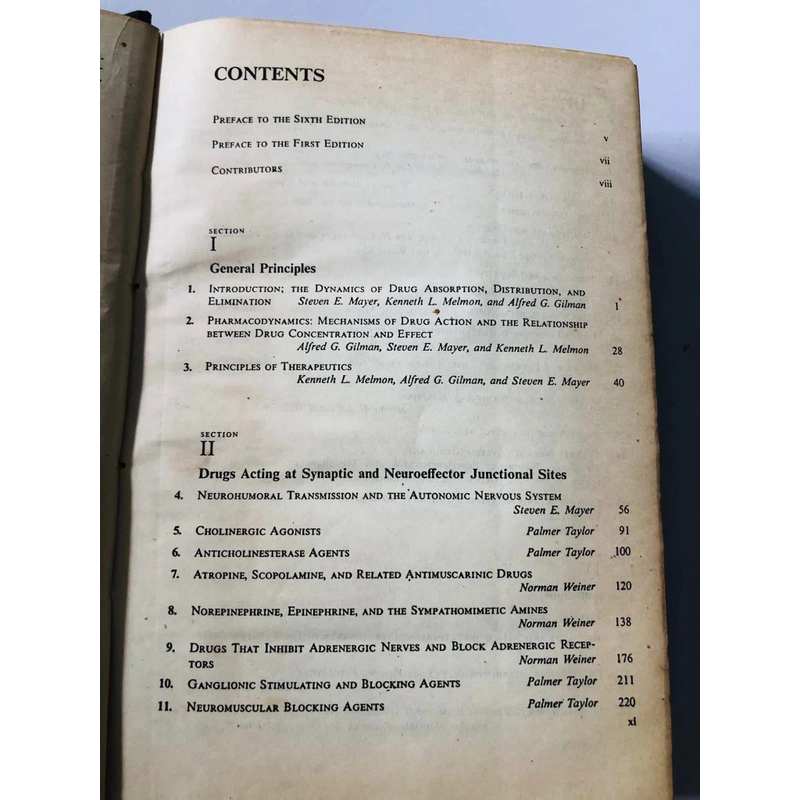 CONTENTS
PREFACE TO THE SIXTH EDITION v
PREFACE TO THE FIRST EDITION vii
CONTRIBUTORS viii
SECTION
I
General Principles
1. INTRODUCTION; THE DYNAMICS OF DRUG ABSORPTION, DISTRIBUTION, AND
ELIMINATION Steven E. Mayer, Kenneth L. Melmon, and Alfred G. Gilman 1
2. PHARMACODYNAMICS: MECHANISMS OF DRUG ACTION AND THE RELATIONSHIP
BETWEEN DRUG CONCENTRATION AND EFFECT
Alfred G. Gilman, Steven E. Mayer, and Kenneth L. Melmon 28
3. PRINCIPLES OF THERAPEUTICS
Kenneth L. Melmon, Alfred G. Gilman, and Steven E. Mayer 40
SECTION
II
Drugs Acting at Synaptic and Neuroeffector Junctional Sites
4. NEUROHUMORAL TRANSMISSION AND THE AUTONOMIC NERVOUS SYSTEM
Steven E. Mayer 56
5. CHOLINERGIC AGONISTS Palmer Taylor 91
6. ANTICHOLINESTERASE AGENTS Palmer Taylor 100
7. ATROPINE, SCOPOLAMINE, AND RELATED ANTIMUSCARINIC DRUGS
Norman Weiner 120
8. NOREPINEPHRINE, EPINEPHRINE, AND THE SYMPATHOMIMETIC AMINES
Norman Weiner 138
9. DRUGS THAT INHIBIT ADRENERGIC NERVES AND BLOCK ADRENERGIC RECEP-
TORS Norman Weiner 176
10. GANGLIONIC STIMULATING AND BLOCKING AGENTS Palmer Taylor 211
11. NEUROMUSCULAR BLOCKING AGENTS Palmer Taylor 220
xi